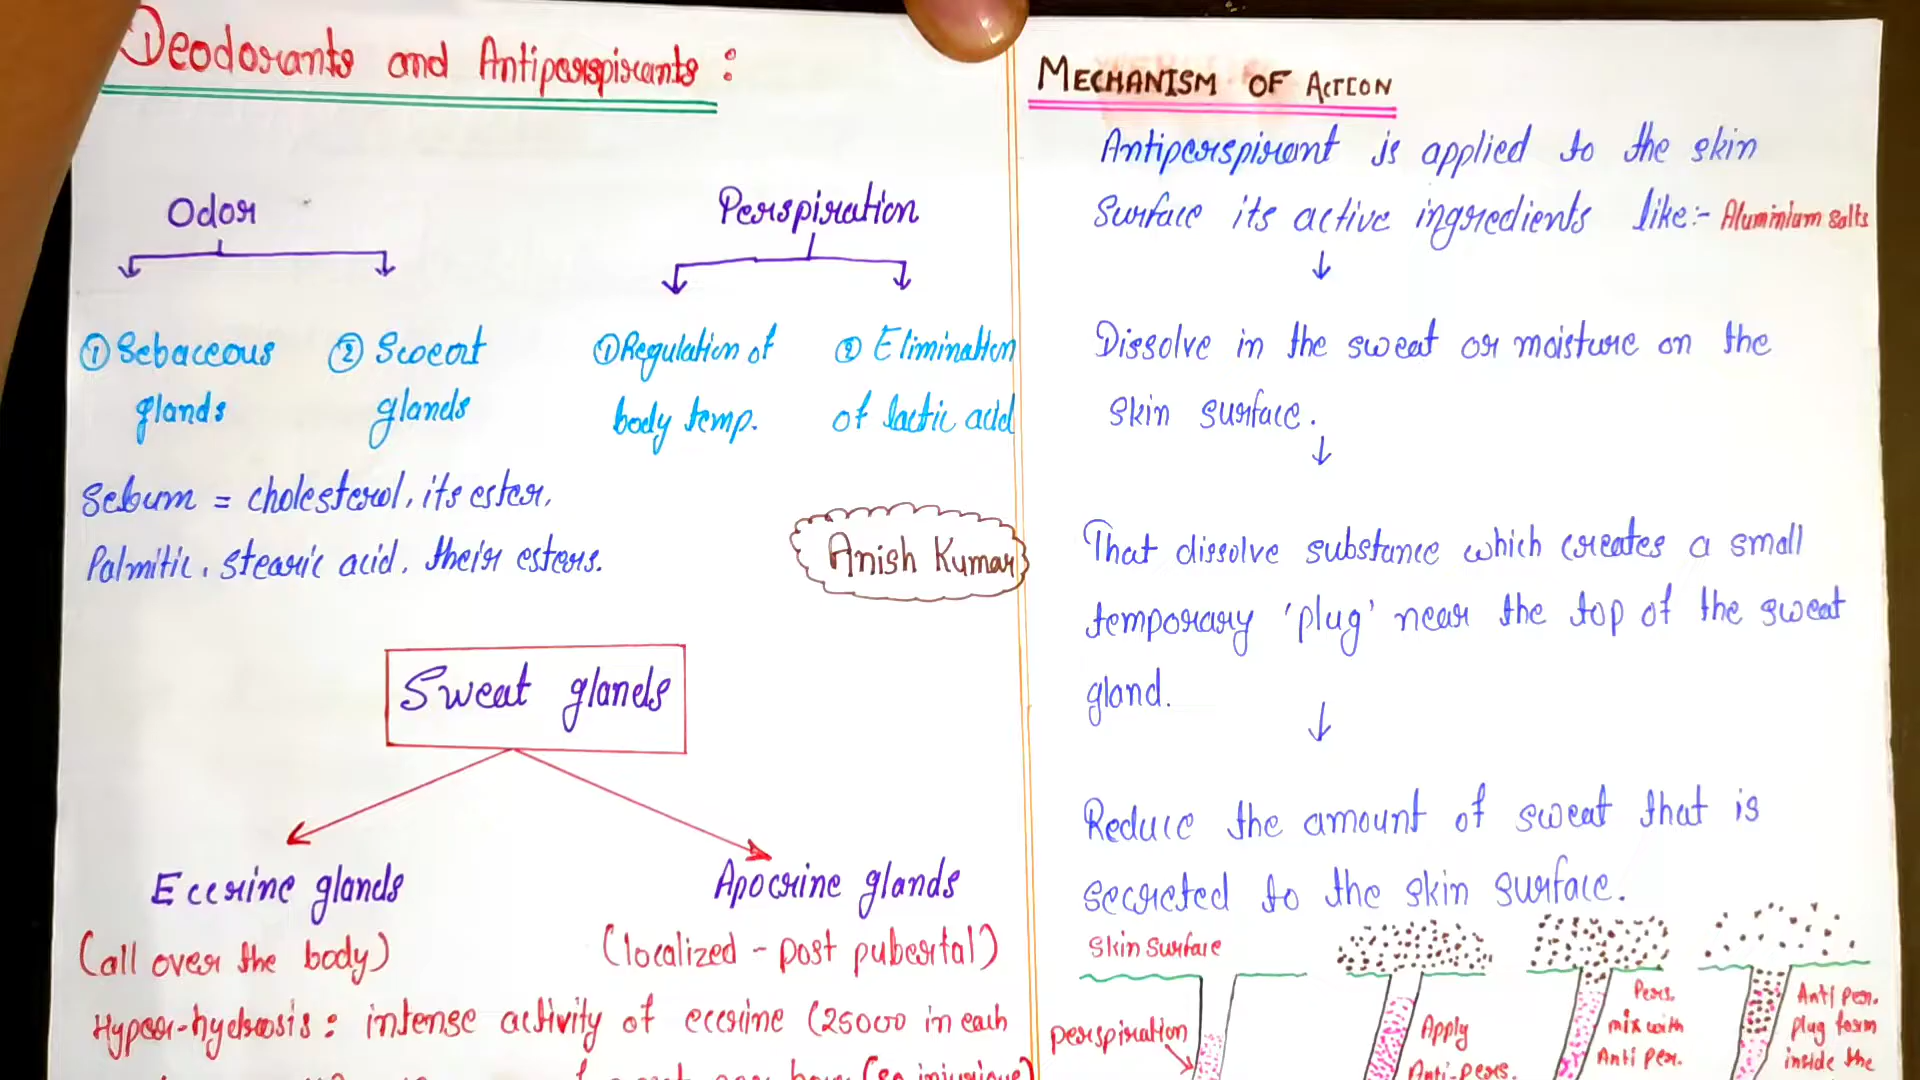 Deodorants and Antiperspirants :
Odor
Perspiration
① Sebaceous glands
② Sweat glands
① Regulation of body temp.
② Elimination of lactic acid
Sebum = cholesterol, its ester,
Palmitic, stearic acid, their esters.
Anish Kumar
Sweat glands
Eccrine glands
(all over the body)
Apocrine glands
(localized - post pubertal)
Hyper-hydrosis : intense activity of eccrine (25000 in each
MECHANISM OF ACTION
Antiperspirant is applied to the skin
Surface its active ingredients like:- Aluminium salts
↓
Dissolve in the sweat or moisture on the
skin surface.
↓
That dissolve substance which creates a small
temporary 'plug' near the top of the sweat
gland.
↓
Reduce the amount of sweat that is
secreted to the skin surface.
Skin surface
perspiration
Apply
Anti-pers.
Pers.
mix with
Anti per.
Anti per.
plug form
inside the